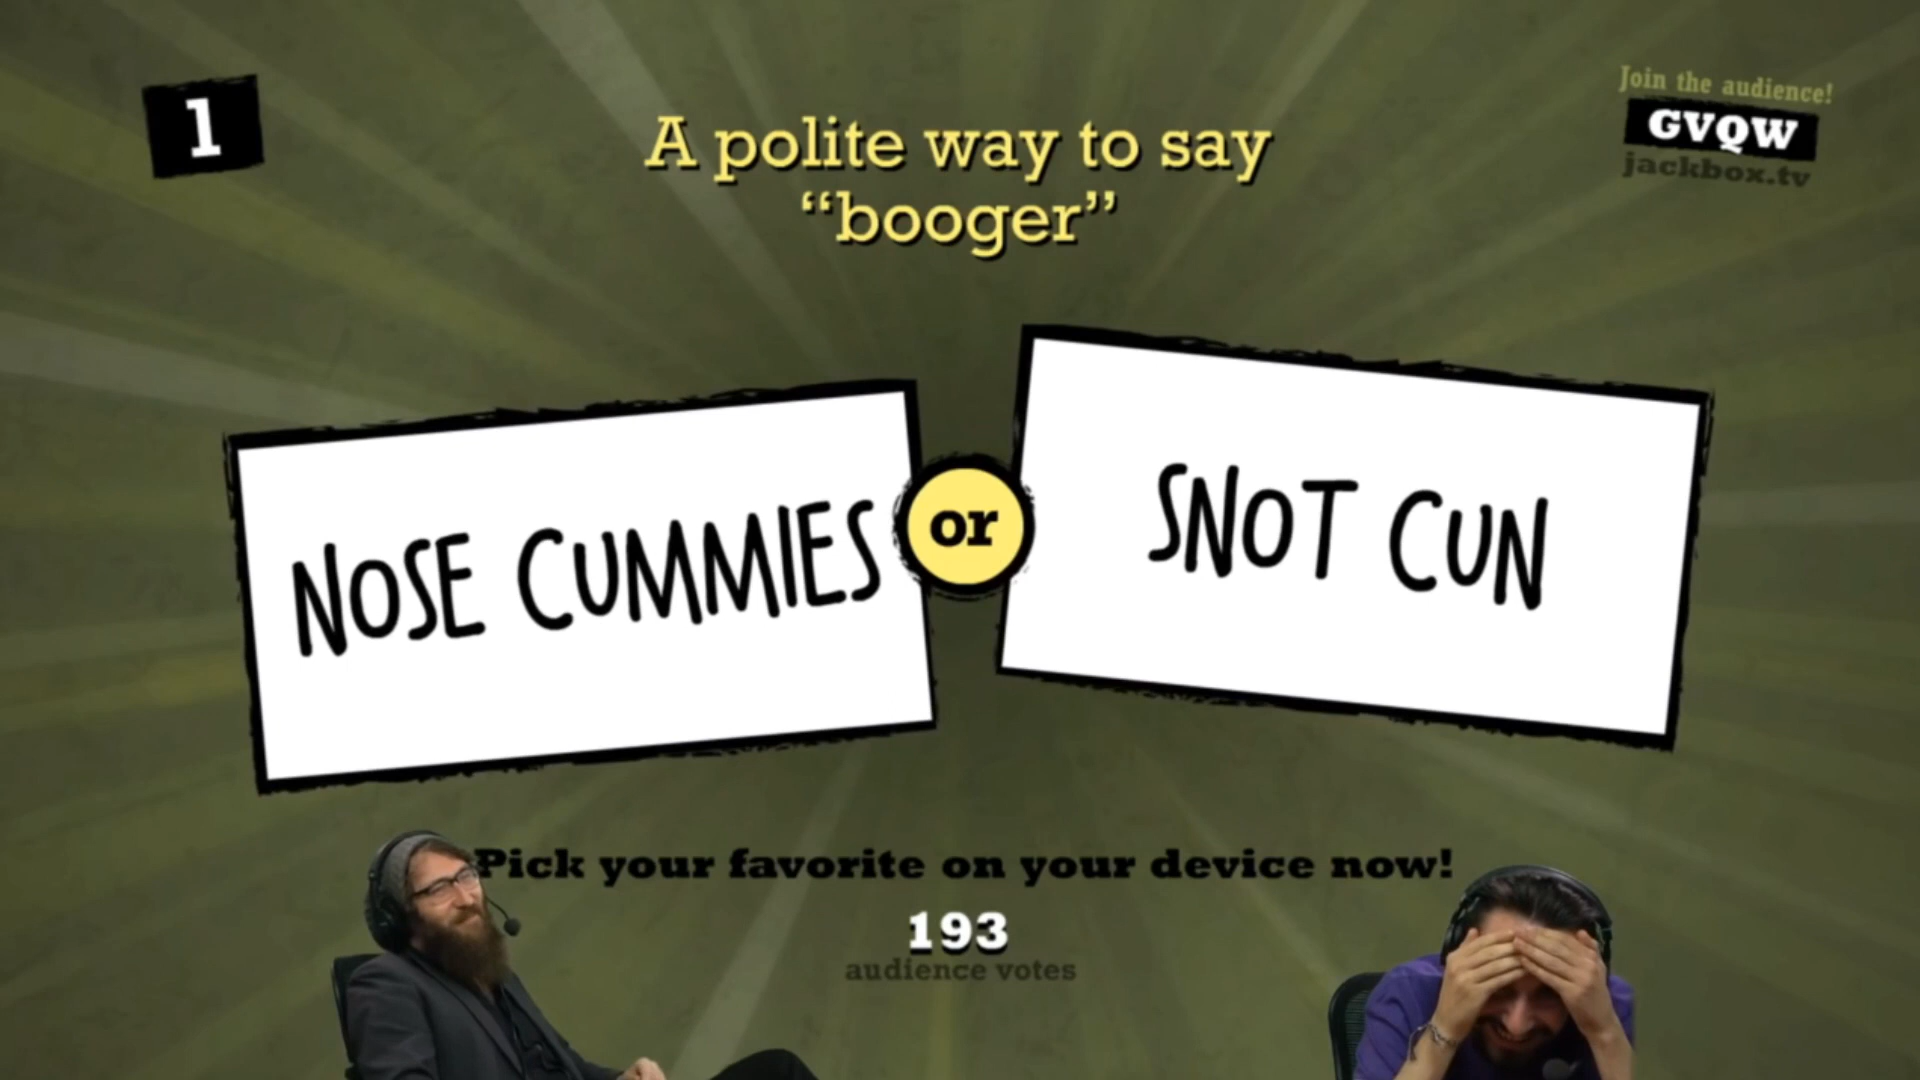 1
Join the audience!
GVQW
jackbox.tv
A polite way to say
“booger”
NOSE CUMMIES
or
SNOT CUN
Pick your favorite on your device now!
193
audience votes